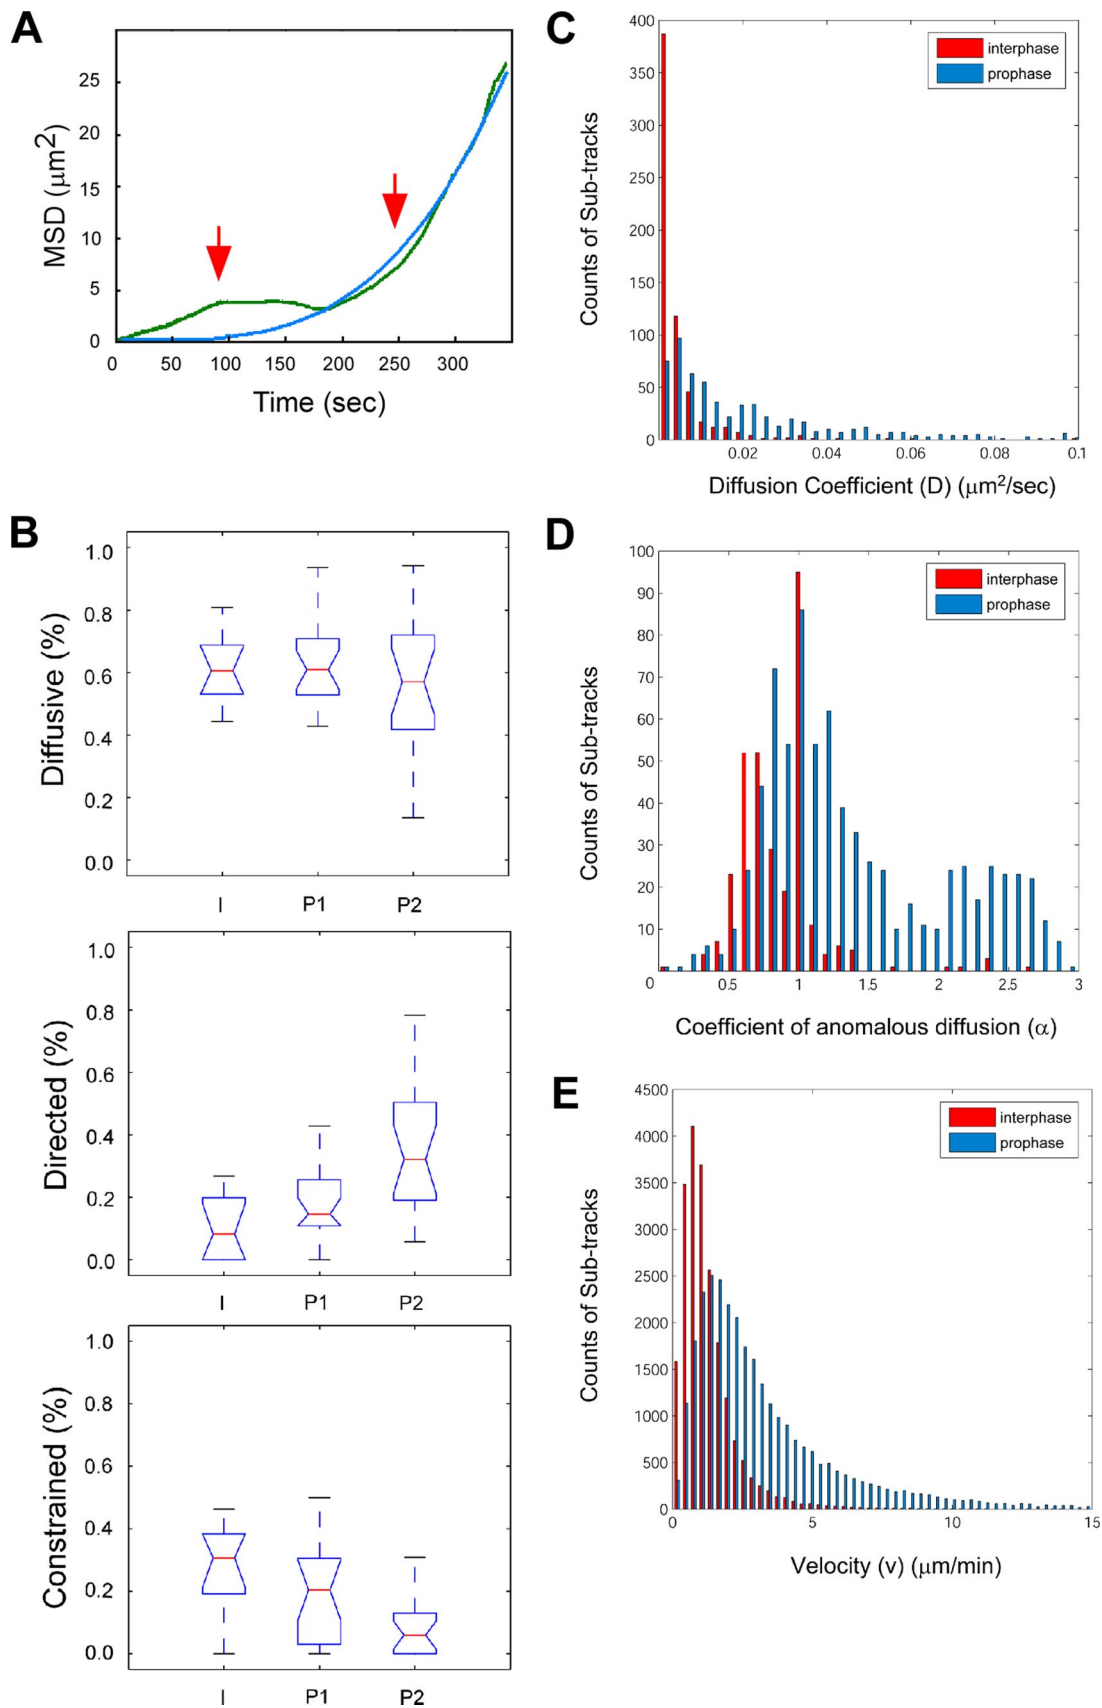 A
MSD (μm2)
25
20
15
10
5
0
0 50 100 150 200 250 300
Time (sec)
B
Diffusive (%)
1.0
0.8
0.6
0.4
0.2
0.0
I P1 P2
Directed (%)
1.0
0.8
0.6
0.4
0.2
0.0
I P1 P2
Constrained (%)
1.0
0.8
0.6
0.4
0.2
0.0
I P1 P2
C
Counts of Sub-tracks
400
350
300
250
200
150
100
50
0
interphase
prophase
0.02 0.04 0.06 0.08 0.1
Diffusion Coefficient (D) (μm2/sec)
D
Counts of Sub-tracks
100
90
80
70
60
50
40
30
20
10
interphase
prophase
0 0.5 1 1.5 2 2.5 3
Coefficient of anomalous diffusion (α)
E
Counts of Sub-tracks
4500
4000
3500
3000
2500
2000
1500
1000
500
0
interphase
prophase
0 5 10 15
Velocity (v) (μm/min)